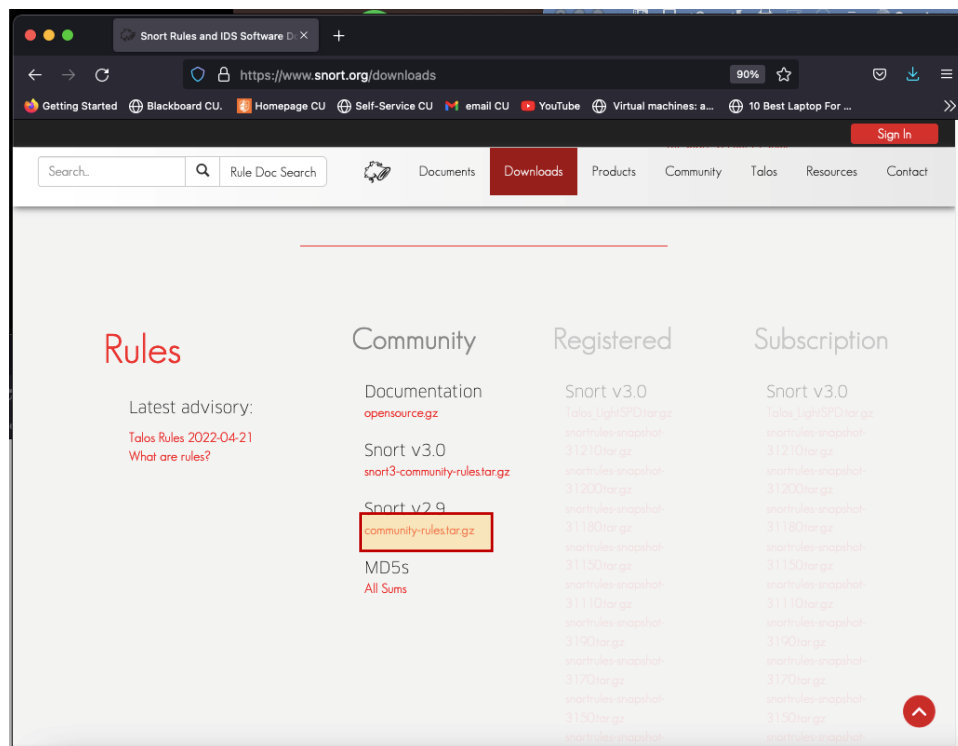 Snort Rules and IDS Software Do
https://www.snort.org/downloads
90%
Getting Started
Blackboard CU.
Homepage CU
Self-Service CU
email CU
YouTube
Virtual machines: a...
10 Best Laptop For ...
Sign In
Search..
Rule Doc Search
Documents
Downloads
Products
Community
Talos
Resources
Contact
Rules
Latest advisory:
Talos Rules 2022-04-21
What are rules?
Community
Documentation
opensource.gz
Snort v3.0
snort3-community-rules.tar.gz
Snort v2.9
community-rules.tar.gz
MD5s
All Sums
Registered
Snort v3.0
Talos_LightSPD.tar.gz
snortrules-snapshot-
31210.tar.gz
snortrules-snapshot-
31200.tar.gz
snortrules-snapshot-
31180.tar.gz
snortrules-snapshot-
31150.tar.gz
snortrules-snapshot-
31110.tar.gz
snortrules-snapshot-
3190.tar.gz
snortrules-snapshot-
3170.tar.gz
snortrules-snapshot-
3150.tar.gz
snortrules-snapshot-
Subscription
Snort v3.0
Talos_LightSPD.tar.gz
snortrules-snapshot-
31210.tar.gz
snortrules-snapshot-
31200.tar.gz
snortrules-snapshot-
31180.tar.gz
snortrules-snapshot-
31150.tar.gz
snortrules-snapshot-
31110.tar.gz
snortrules-snapshot-
3190.tar.gz
snortrules-snapshot-
3170.tar.gz
snortrules-snapshot-
3150.tar.gz
snortrules-snapshot-